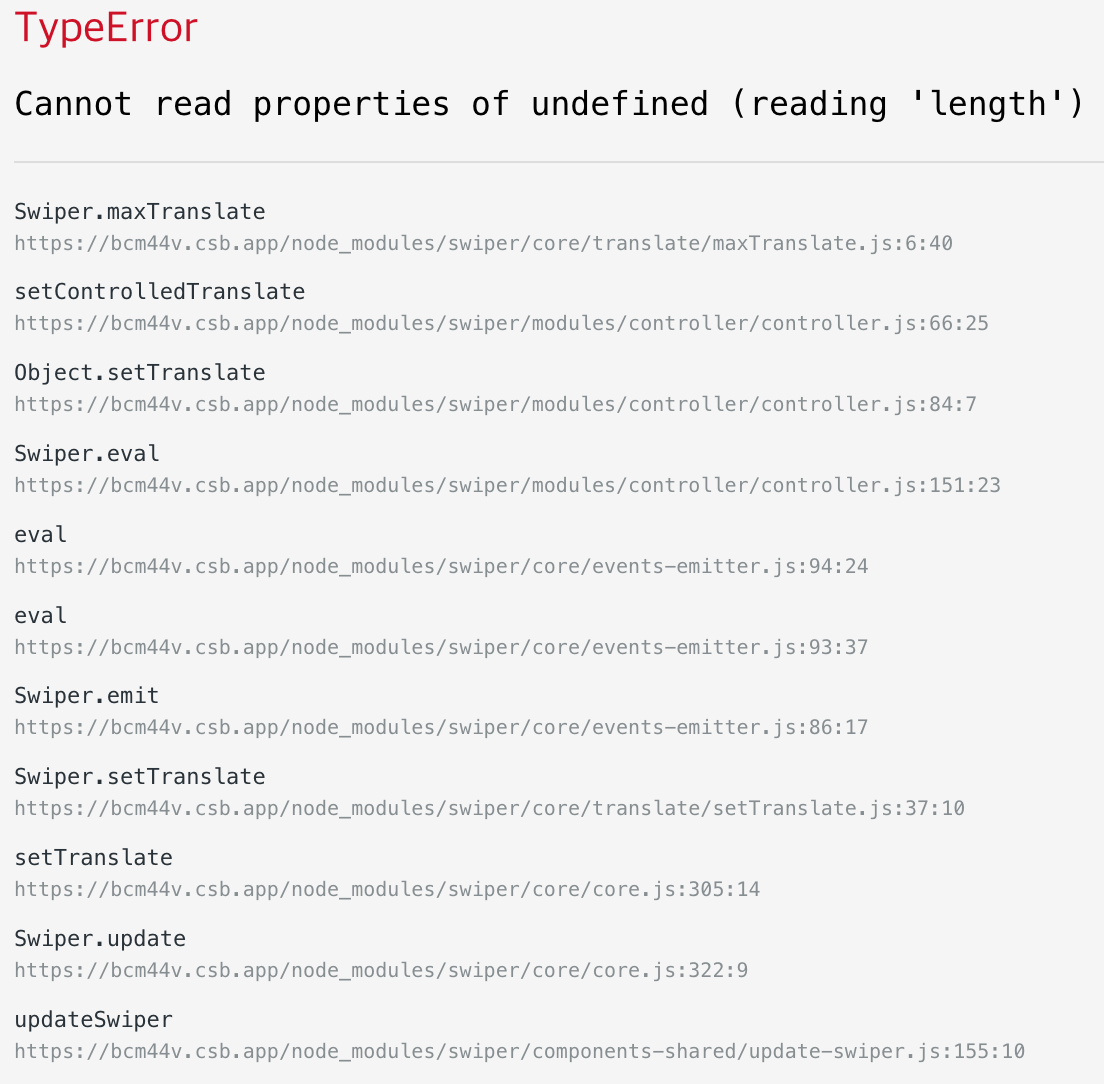 TypeError
Cannot read properties of undefined (reading 'length')
Swiper.maxTranslate
https://bcm44v.csb.app/node_modules/swiper/core/translate/maxTranslate.js:6:40
setControlledTranslate
https://bcm44v.csb.app/node_modules/swiper/modules/controller/controller.js:66:25
Object.setTranslate
https://bcm44v.csb.app/node_modules/swiper/modules/controller/controller.js:84:7
Swiper.eval
https://bcm44v.csb.app/node_modules/swiper/modules/controller/controller.js:151:23
eval
https://bcm44v.csb.app/node_modules/swiper/core/events-emitter.js:94:24
eval
https://bcm44v.csb.app/node_modules/swiper/core/events-emitter.js:93:37
Swiper.emit
https://bcm44v.csb.app/node_modules/swiper/core/events-emitter.js:86:17
Swiper.setTranslate
https://bcm44v.csb.app/node_modules/swiper/core/translate/setTranslate.js:37:10
setTranslate
https://bcm44v.csb.app/node_modules/swiper/core/core.js:305:14
Swiper.update
https://bcm44v.csb.app/node_modules/swiper/core/core.js:322:9
updateSwiper
https://bcm44v.csb.app/node_modules/swiper/components-shared/update-swiper.js:155:10